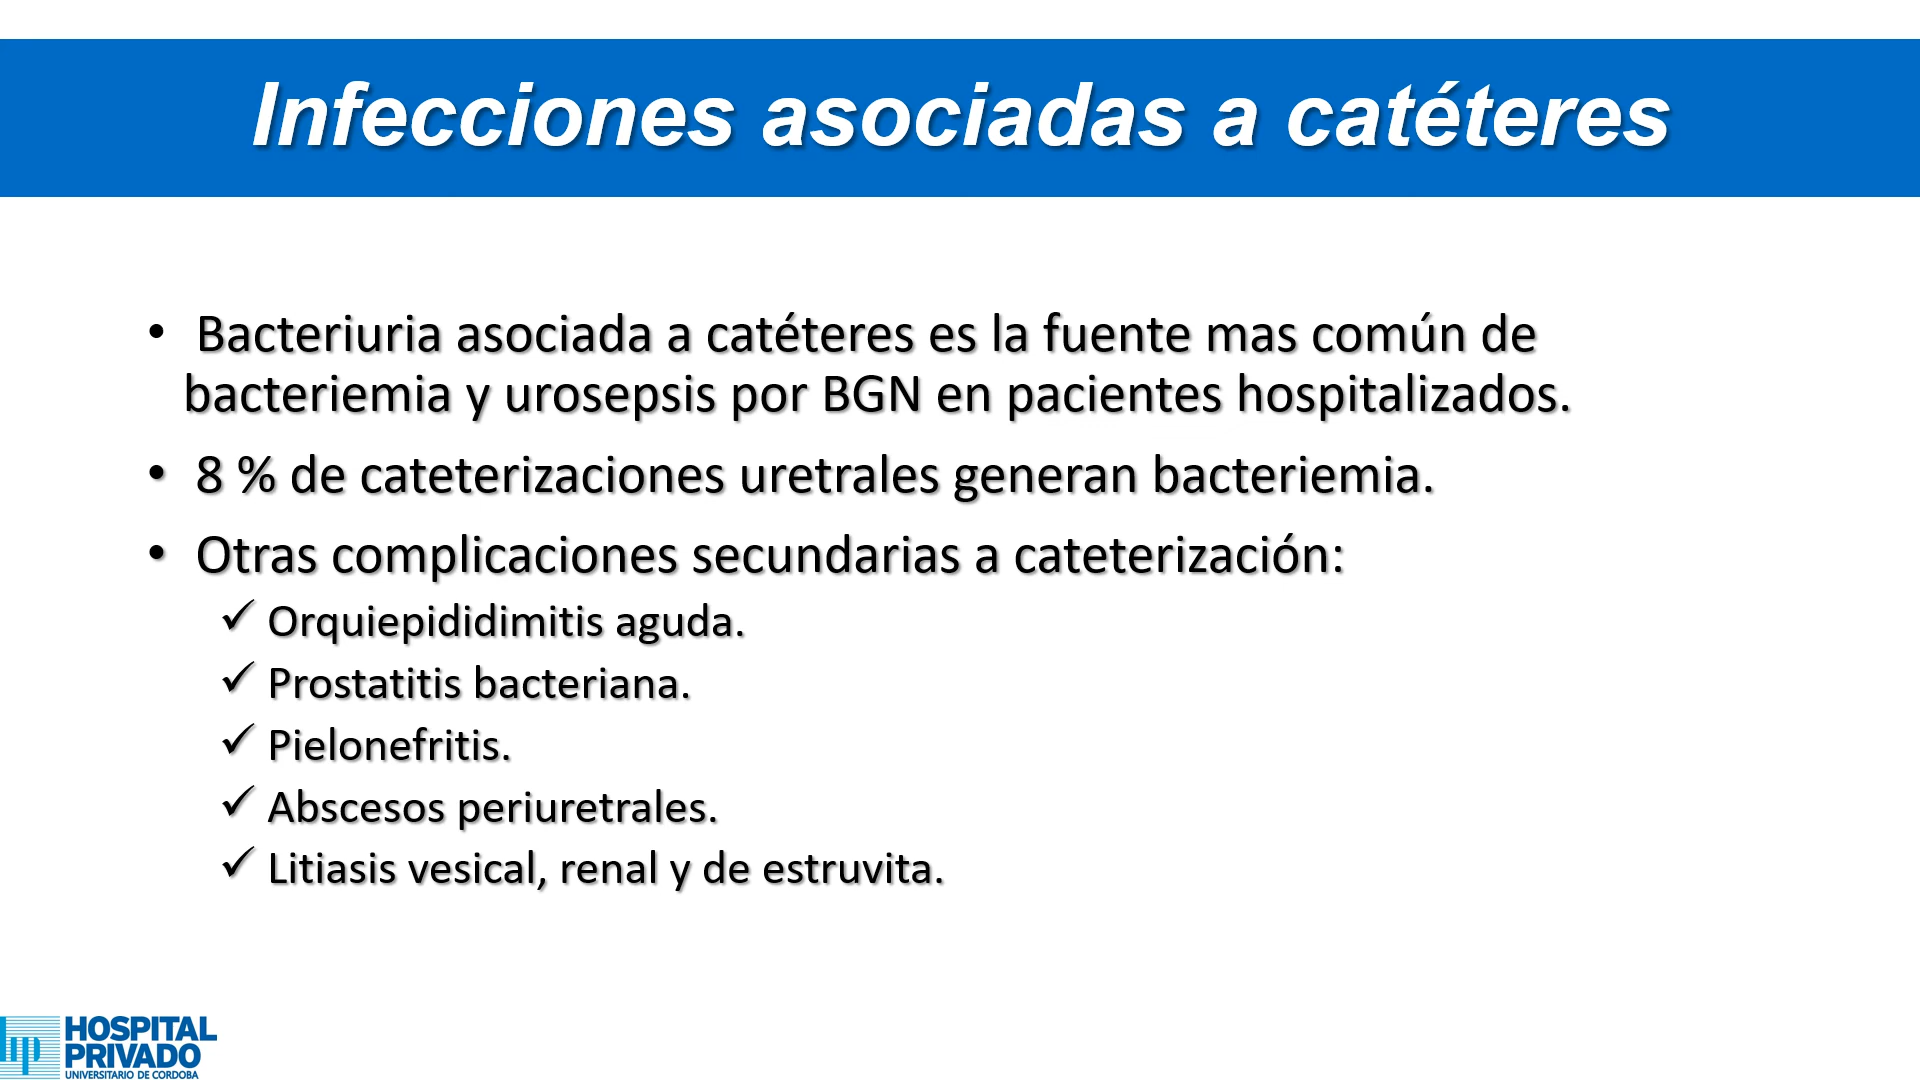 Infecciones asociadas a catéteres
• Bacteriuria asociada a catéteres es la fuente mas común de
bacteriemia y urosepsis por BGN en pacientes hospitalizados.
• 8 % de cateterizaciones uretrales generan bacteriemia.
• Otras complicaciones secundarias a cateterización:
✓ Orquiepididimitis aguda.
✓ Prostatitis bacteriana.
✓ Pielonefritis.
✓ Abscesos periuretrales.
✓ Litiasis vesical, renal y de estruvita.
hp
HOSPITAL
PRIVADO
UNIVERSITARIO DE CORDOBA